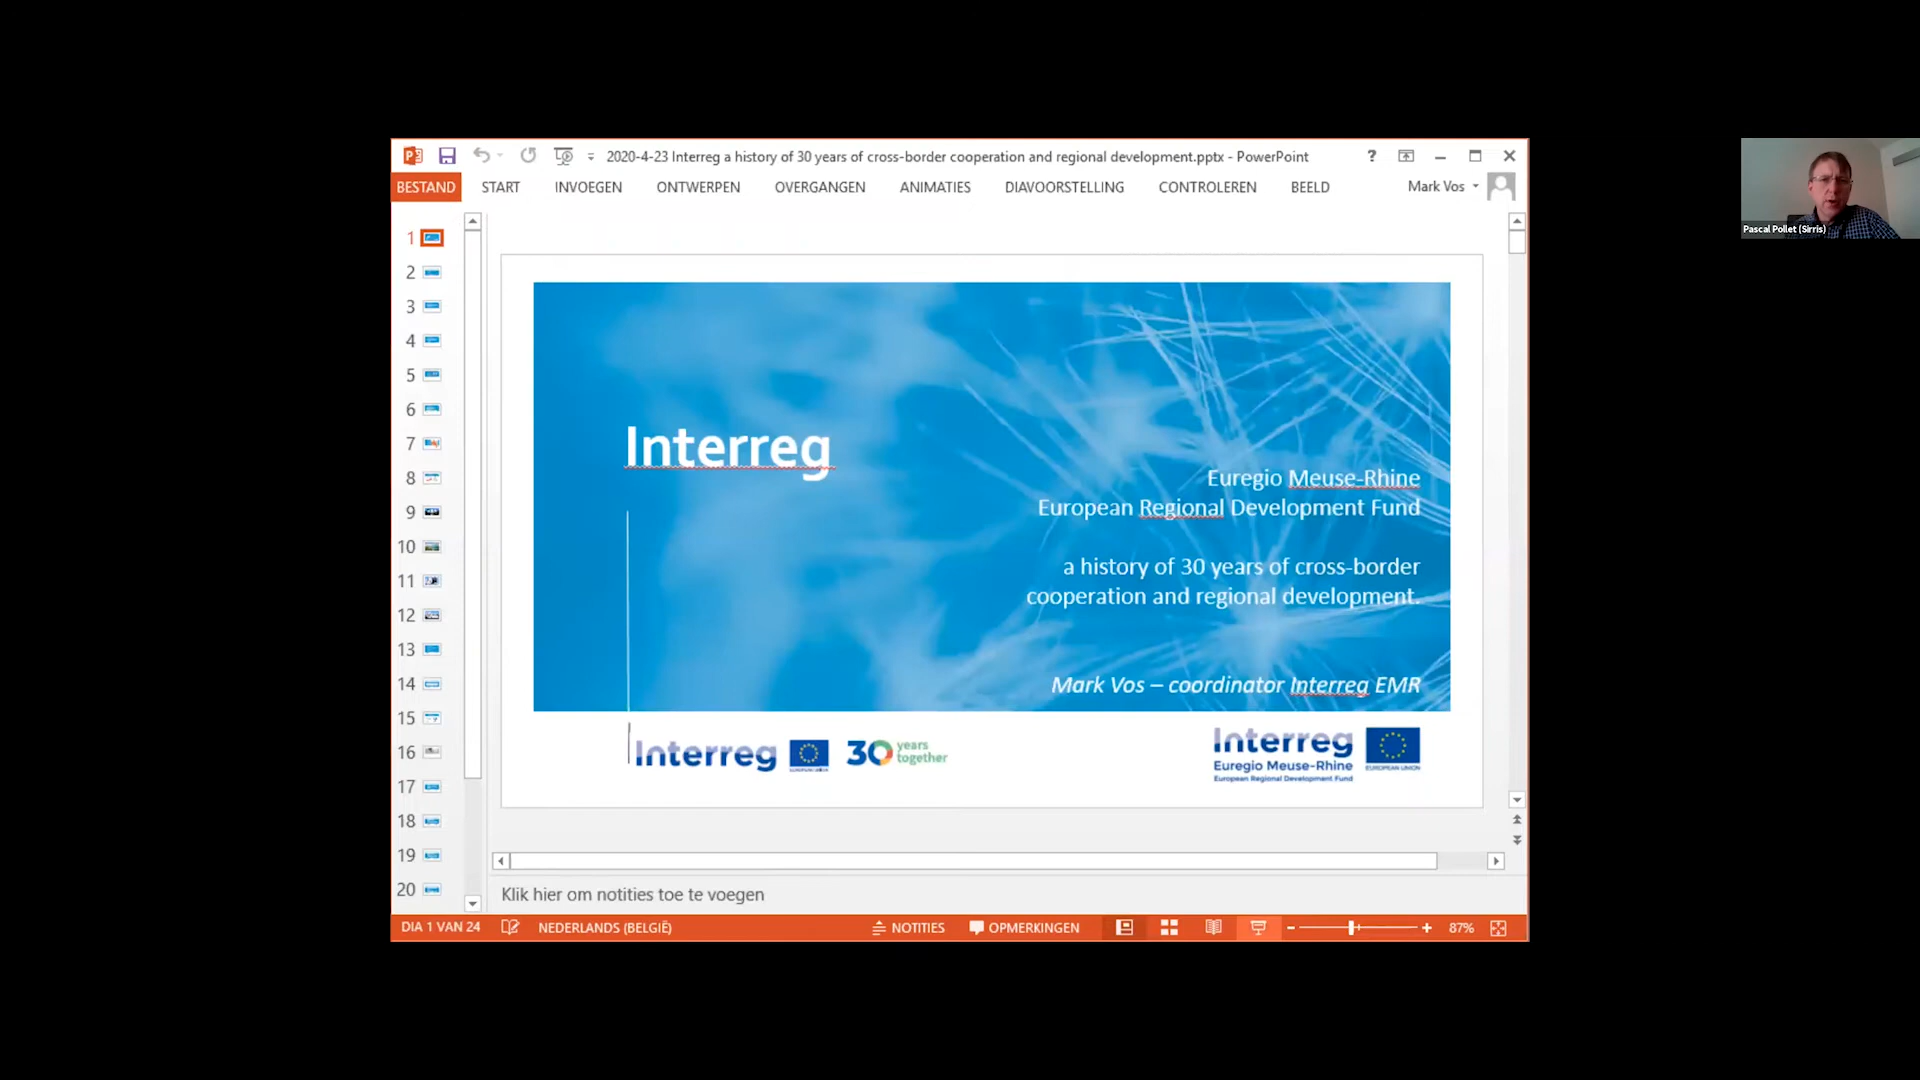 2020-4-23 Interreg a history of 30 years of cross-border cooperation and regional development.pptx - PowerPoint
?
BESTAND START INVOEGEN ONTWERPEN OVERGANGEN ANIMATIES DIAVOORSTELLING CONTROLEREN BEELD Mark Vos
Pascal Pollet (Sirris)
1
2
3
4
5
6
7
8
9
10
11
12
13
14
15
16
17
18
19
20
Interreg
Euregio Meuse-Rhine
European Regional Development Fund
a history of 30 years of cross-border
cooperation and regional development.
Mark Vos – coordinator Interreg EMR
Interreg
EUROPEAN UNION
30 years
together
Interreg
Euregio Meuse-Rhine
European Regional Development Fund
EUROPEAN UNION
Klik hier om notities toe te voegen
DIA 1 VAN 24 NEDERLANDS (BELGIË) NOTITIES OPMERKINGEN 87%